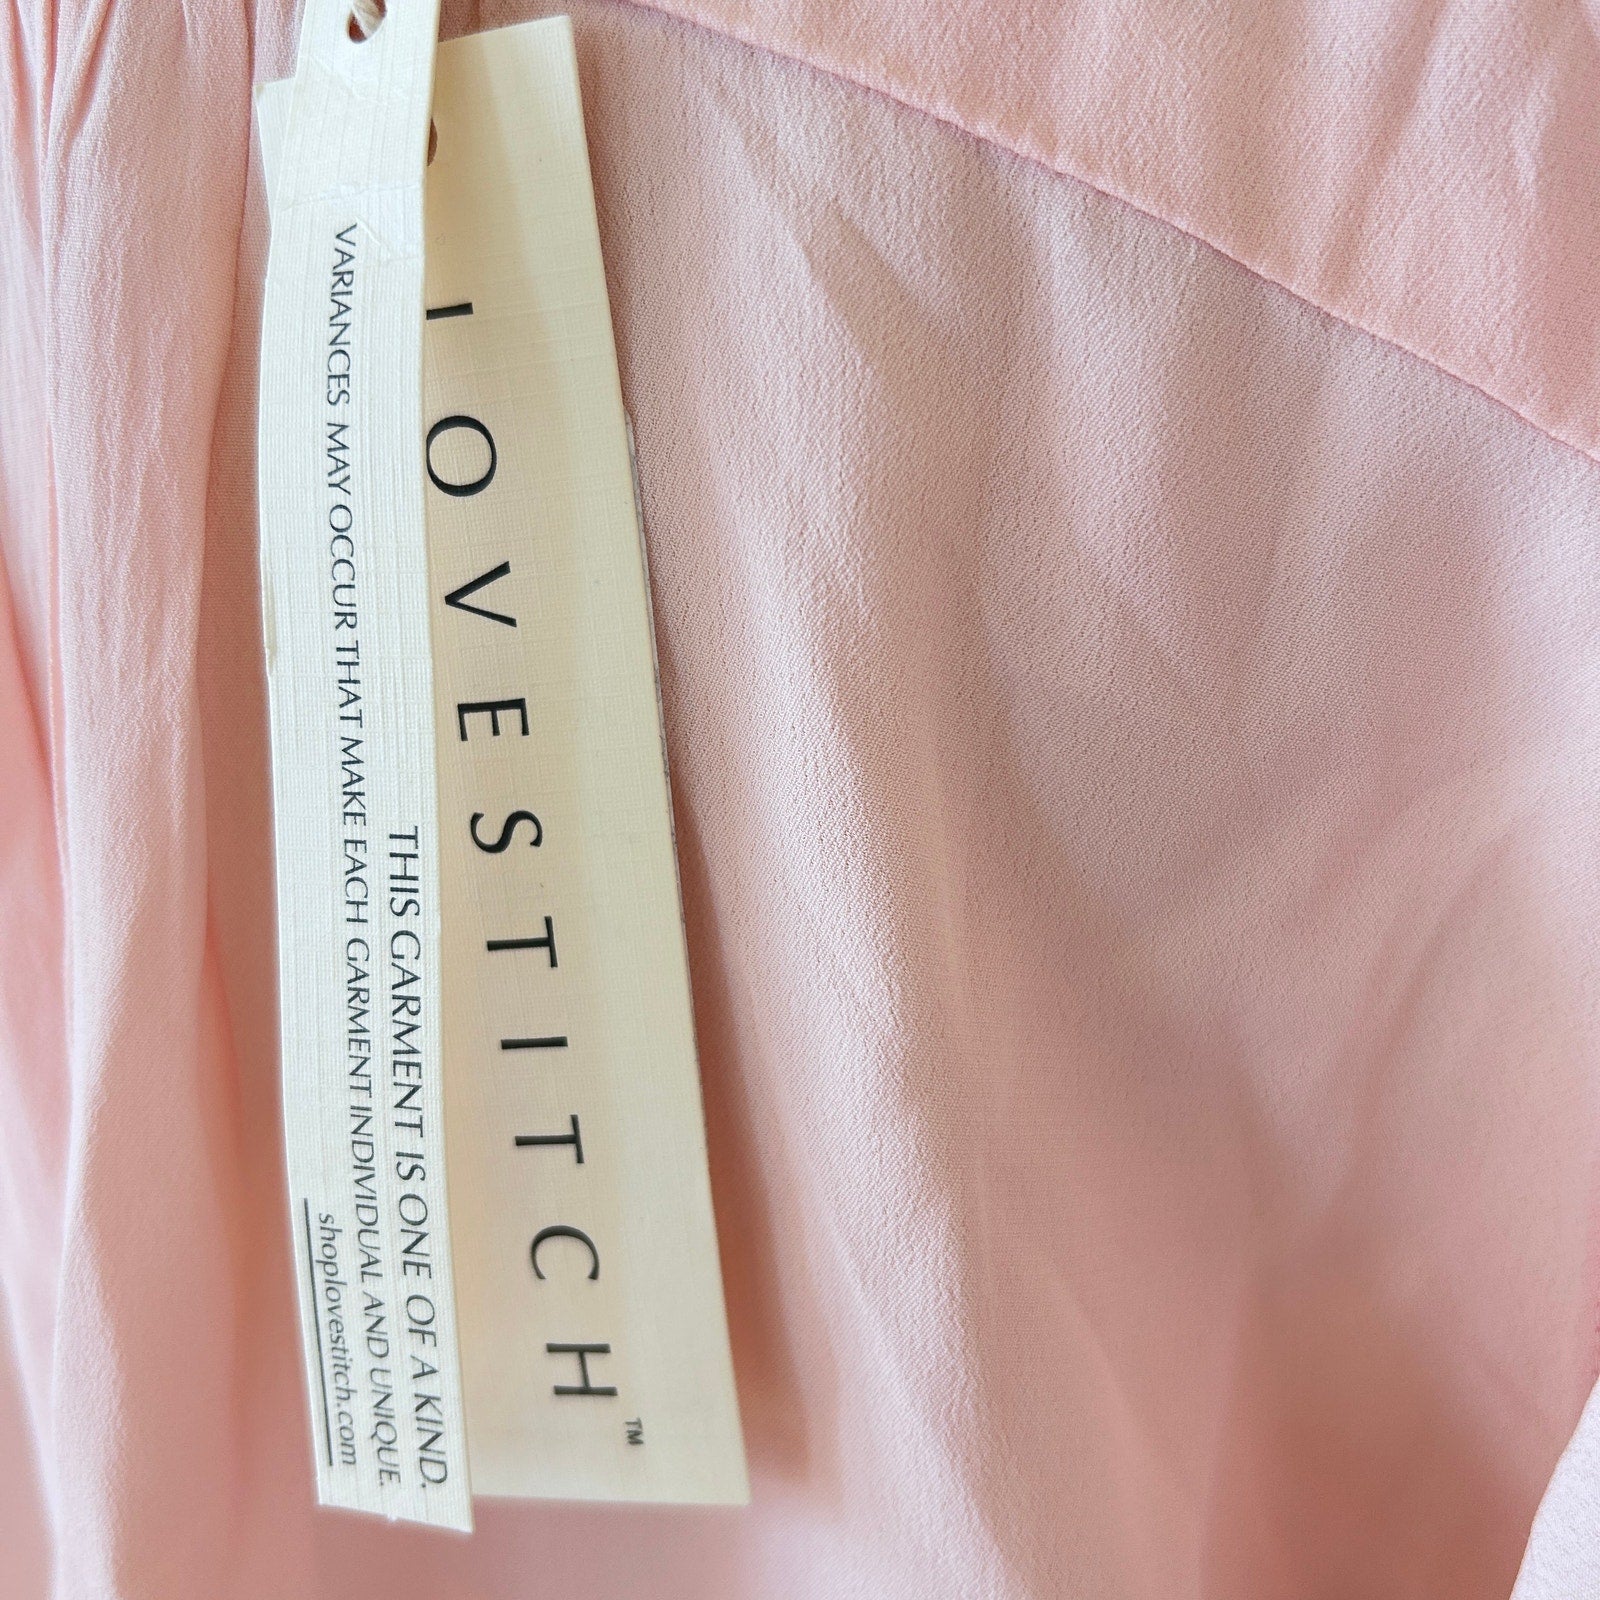 LOVESTITCH™
THIS GARMENT IS ONE OF A KIND.
VARIANCES MAY OCCUR THAT MAKE EACH GARMENT INDIVIDUAL AND UNIQUE.
shoplovestitch.com